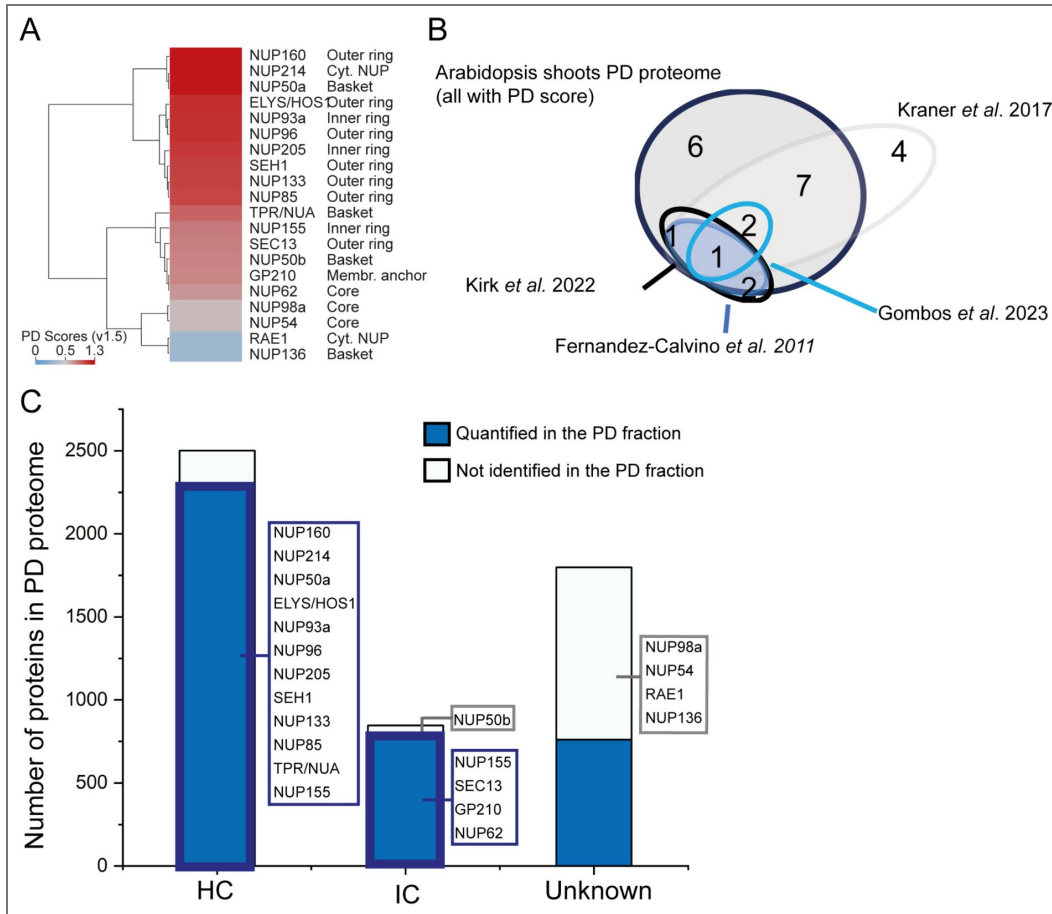 A
NUP160 Outer ring
NUP214 Cyt. NUP
NUP50a Basket
ELYS/HOS1 Outer ring
NUP93a Inner ring
NUP96 Outer ring
NUP205 Inner ring
SEH1 Outer ring
NUP133 Outer ring
NUP85 Outer ring
TPR/NUA Basket
NUP155 Inner ring
SEC13 Outer ring
NUP50b Basket
GP210 Membr. anchor
NUP62 Core
NUP98a Core
NUP54 Core
RAE1 Cyt. NUP
NUP136 Basket
PD Scores (v1.5)
0 0.5 1.3
B
Arabidopsis shoots PD proteome
(all with PD score)
Kraner et al. 2017
6
4
7
1
2
1
2
Kirk et al. 2022
Gombos et al. 2023
Fernandez-Calvino et al. 2011
C
Quantified in the PD fraction
Not identified in the PD fraction
Number of proteins in PD proteome
2500
2000
1500
1000
500
0
NUP160
NUP214
NUP50a
ELYS/HOS1
NUP93a
NUP96
NUP205
SEH1
NUP133
NUP85
TPR/NUA
NUP155
NUP50b
NUP155
SEC13
GP210
NUP62
NUP98a
NUP54
RAE1
NUP136
HC IC Unknown